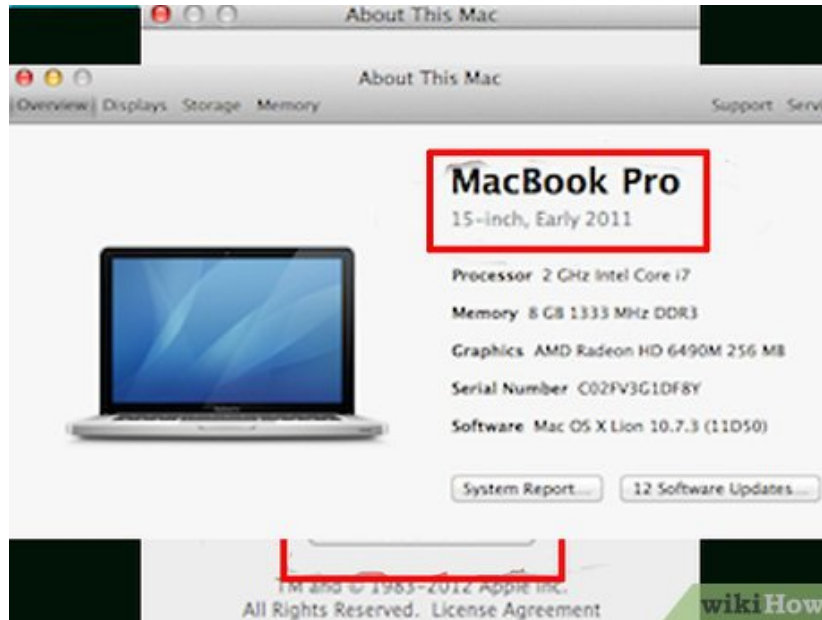 About This Mac
About This Mac
Overview Displays Storage Memory Support
MacBook Pro
15-inch, Early 2011
Processor 2 GHz Intel Core i7
Memory 8 GB 1333 MHz DDR3
Graphics AMD Radeon HD 6490M 256 MB
Serial Number C02FV3G1DF8Y
Software Mac OS X Lion 10.7.3 (11D50)
System Report... 12 Software Updates...
TM and © 1983-2012 Apple Inc.
All Rights Reserved. License Agreement
wikiHow